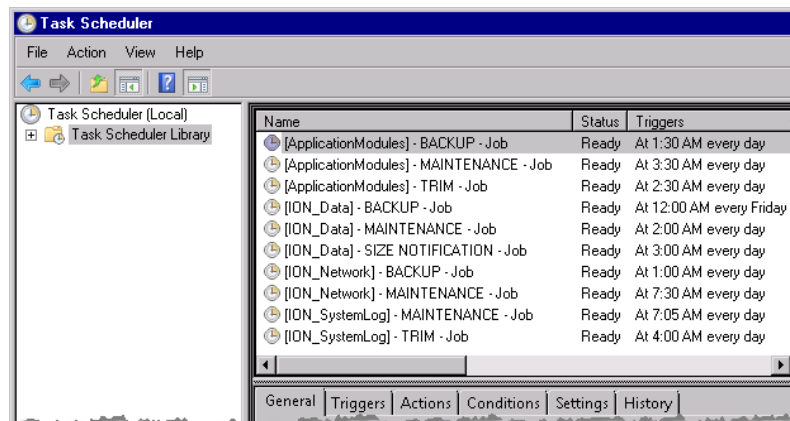 Task Scheduler
File Action View Help
Task Scheduler (Local)
Task Scheduler Library
Name Status Triggers
[ApplicationModules] - BACKUP - Job Ready At 1:30 AM every day
[ApplicationModules] - MAINTENANCE - Job Ready At 3:30 AM every day
[ApplicationModules] - TRIM - Job Ready At 2:30 AM every day
[ION_Data] - BACKUP - Job Ready At 12:00 AM every Friday
[ION_Data] - MAINTENANCE - Job Ready At 2:00 AM every day
[ION_Data] - SIZE NOTIFICATION - Job Ready At 3:00 AM every day
[ION_Network] - BACKUP - Job Ready At 1:00 AM every day
[ION_Network] - MAINTENANCE - Job Ready At 7:30 AM every day
[ION_SystemLog] - MAINTENANCE - Job Ready At 7:05 AM every day
[ION_SystemLog] - TRIM - Job Ready At 4:00 AM every day
General Triggers Actions Conditions Settings History